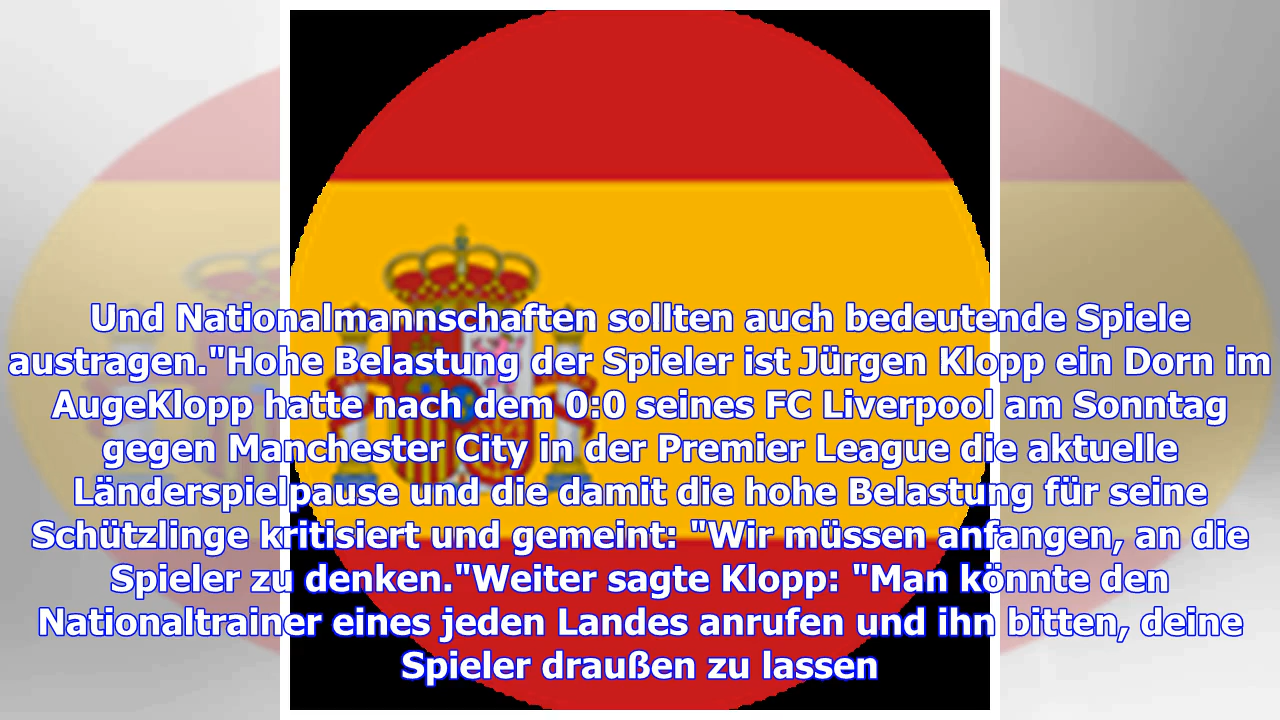 Und Nationalmannschaften sollten auch bedeutende Spiele
austragen."Hohe Belastung der Spieler ist Jürgen Klopp ein Dorn im
AugeKlopp hatte nach dem 0:0 seines FC Liverpool am Sonntag
gegen Manchester City in der Premier League die aktuelle
Länderspielpause und die damit die hohe Belastung für seine
Schützlinge kritisiert und gemeint: "Wir müssen anfangen, an die
Spieler zu denken."Weiter sagte Klopp: "Man könnte den
Nationaltrainer eines jeden Landes anrufen und ihn bitten, deine
Spieler draußen zu lassen